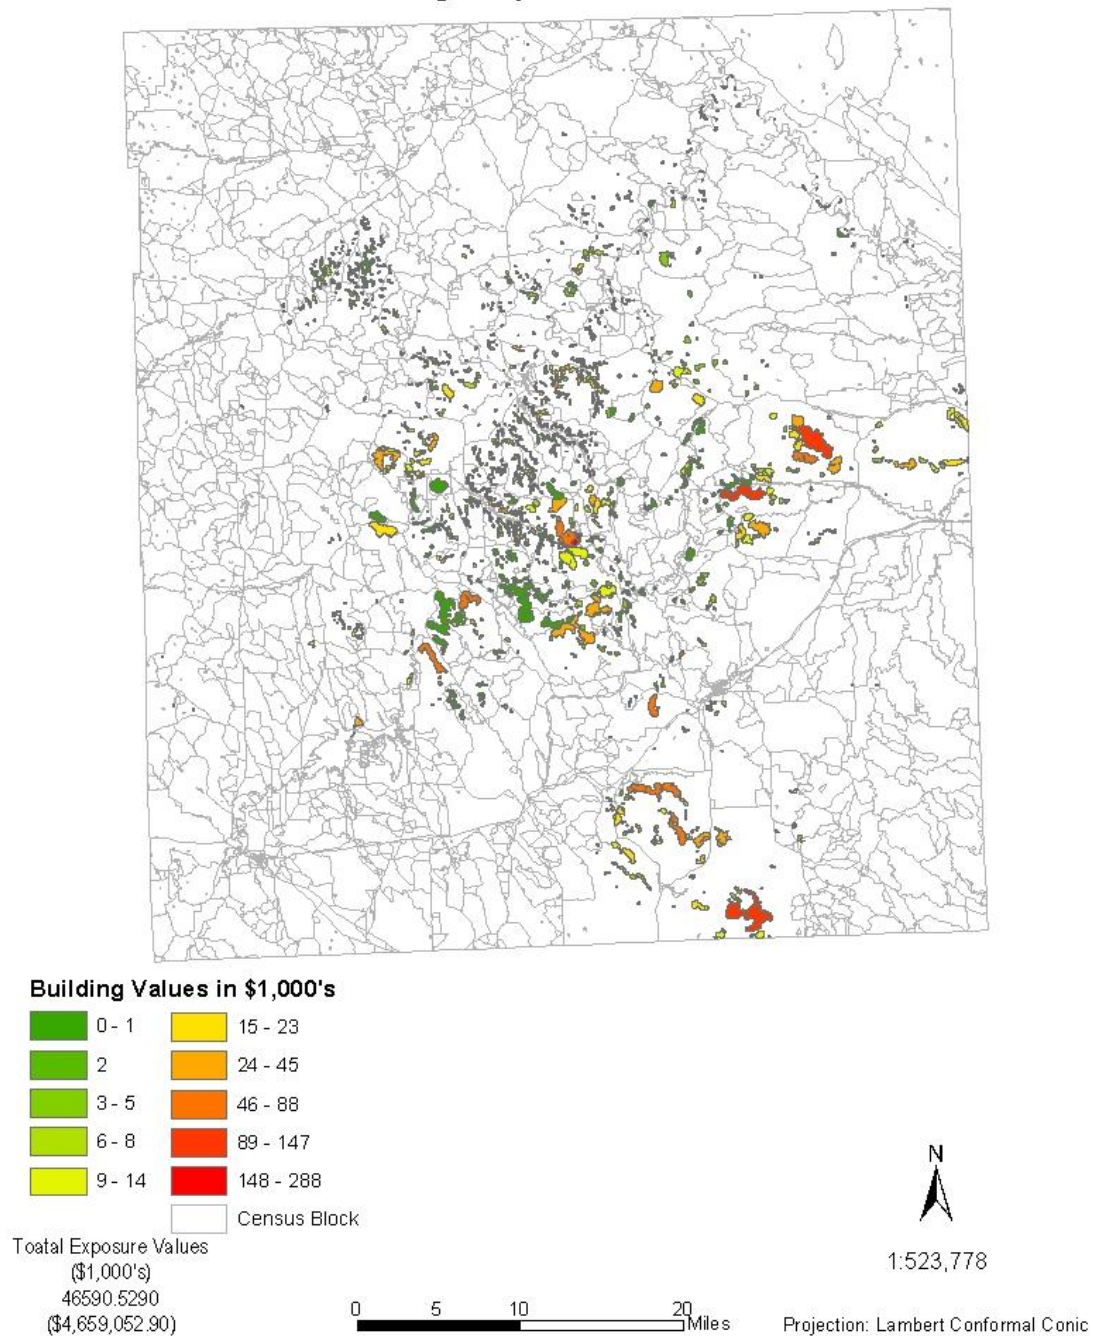 Building Values in $1,000's
0 - 1
2
3 - 5
6 - 8
9 - 14
15 - 23
24 - 45
46 - 88
89 - 147
148 - 288
Census Block
Toatal Exposure Values
($1,000's)
46590.5290
($4,659,052.90)
N
1:523,778
0 5 10 20
Miles
Projection: Lambert Conformal Conic